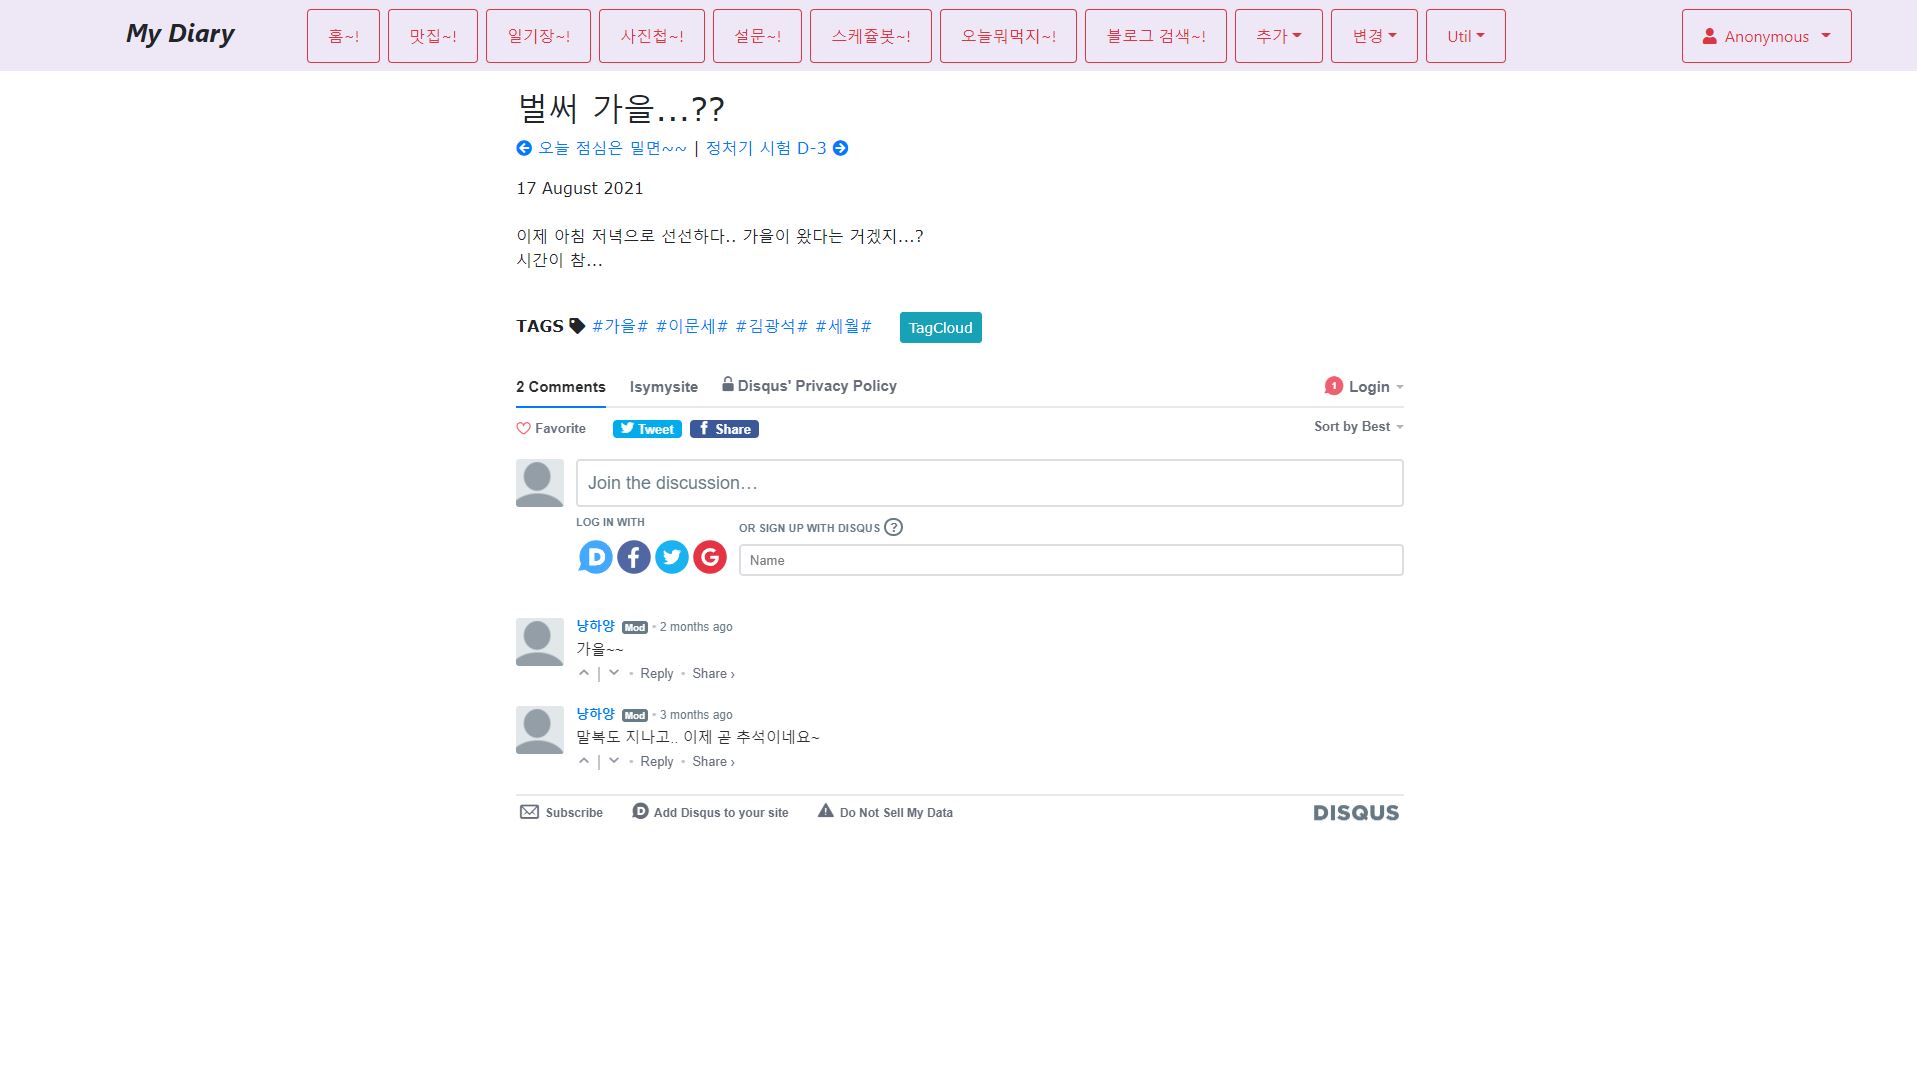 My Diary
홈~!
맛집~!
일기장~!
사진첩~!
설문~!
스케쥴봇~!
오늘뭐먹지~!
블로그 검색~!
추가
변경
Util
Anonymous
벌써 가을...??
오늘 점심은 밀면~~ | 정처기 시험 D-3
17 August 2021
이제 아침 저녁으로 선선하다.. 가을이 왔다는 거겠지...?
시간이 참...
TAGS #가을# #이문세# #김광석# #세월# TagCloud
2 Comments lsymysite Disqus' Privacy Policy 1 Login
Favorite Tweet f Share Sort by Best
Join the discussion…
LOG IN WITH
OR SIGN UP WITH DISQUS ?
D f G
Name
냥하양 Mod • 2 months ago
가을~~
| • Reply • Share ›
냥하양 Mod • 3 months ago
말복도 지나고.. 이제 곧 추석이네요~
| • Reply • Share ›
Subscribe D Add Disqus to your site Do Not Sell My Data DISQUS